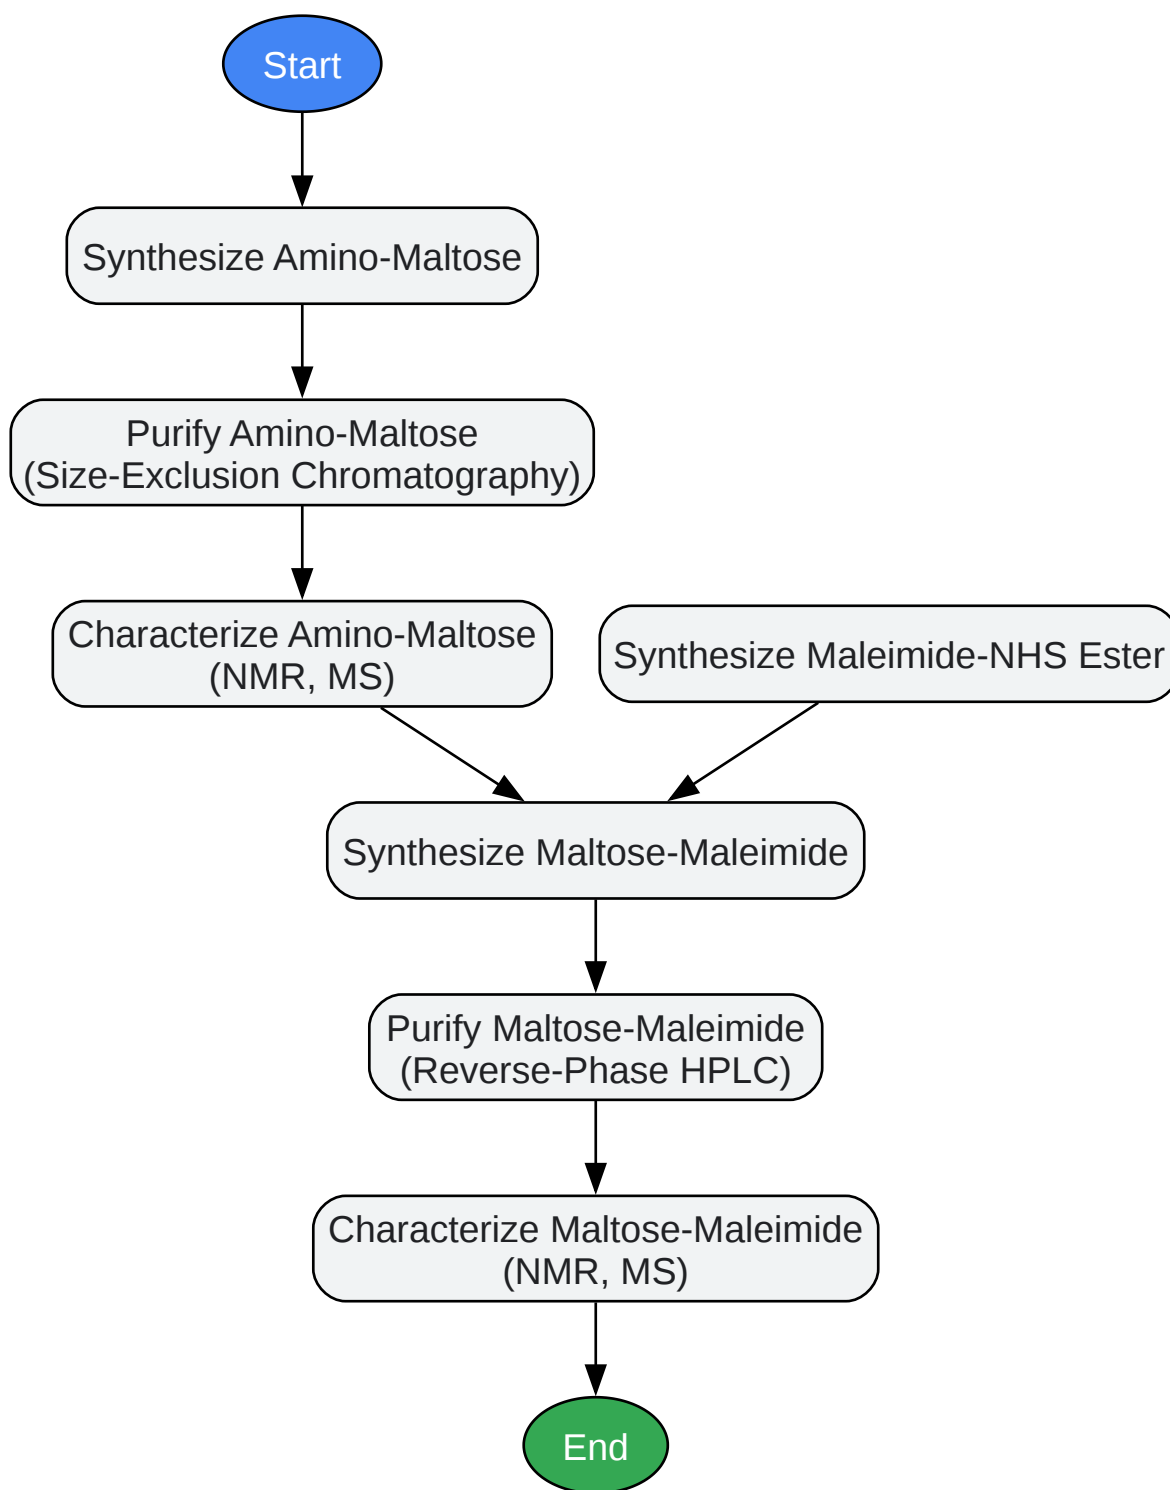 Start
Synthesize Amino-Maltose
Purify Amino-Maltose
(Size-Exclusion Chromatography)
Characterize Amino-Maltose
(NMR, MS)
Synthesize Maleimide-NHS Ester
Synthesize Maltose-Maleimide
Purify Maltose-Maleimide
(Reverse-Phase HPLC)
Characterize Maltose-Maleimide
(NMR, MS)
End